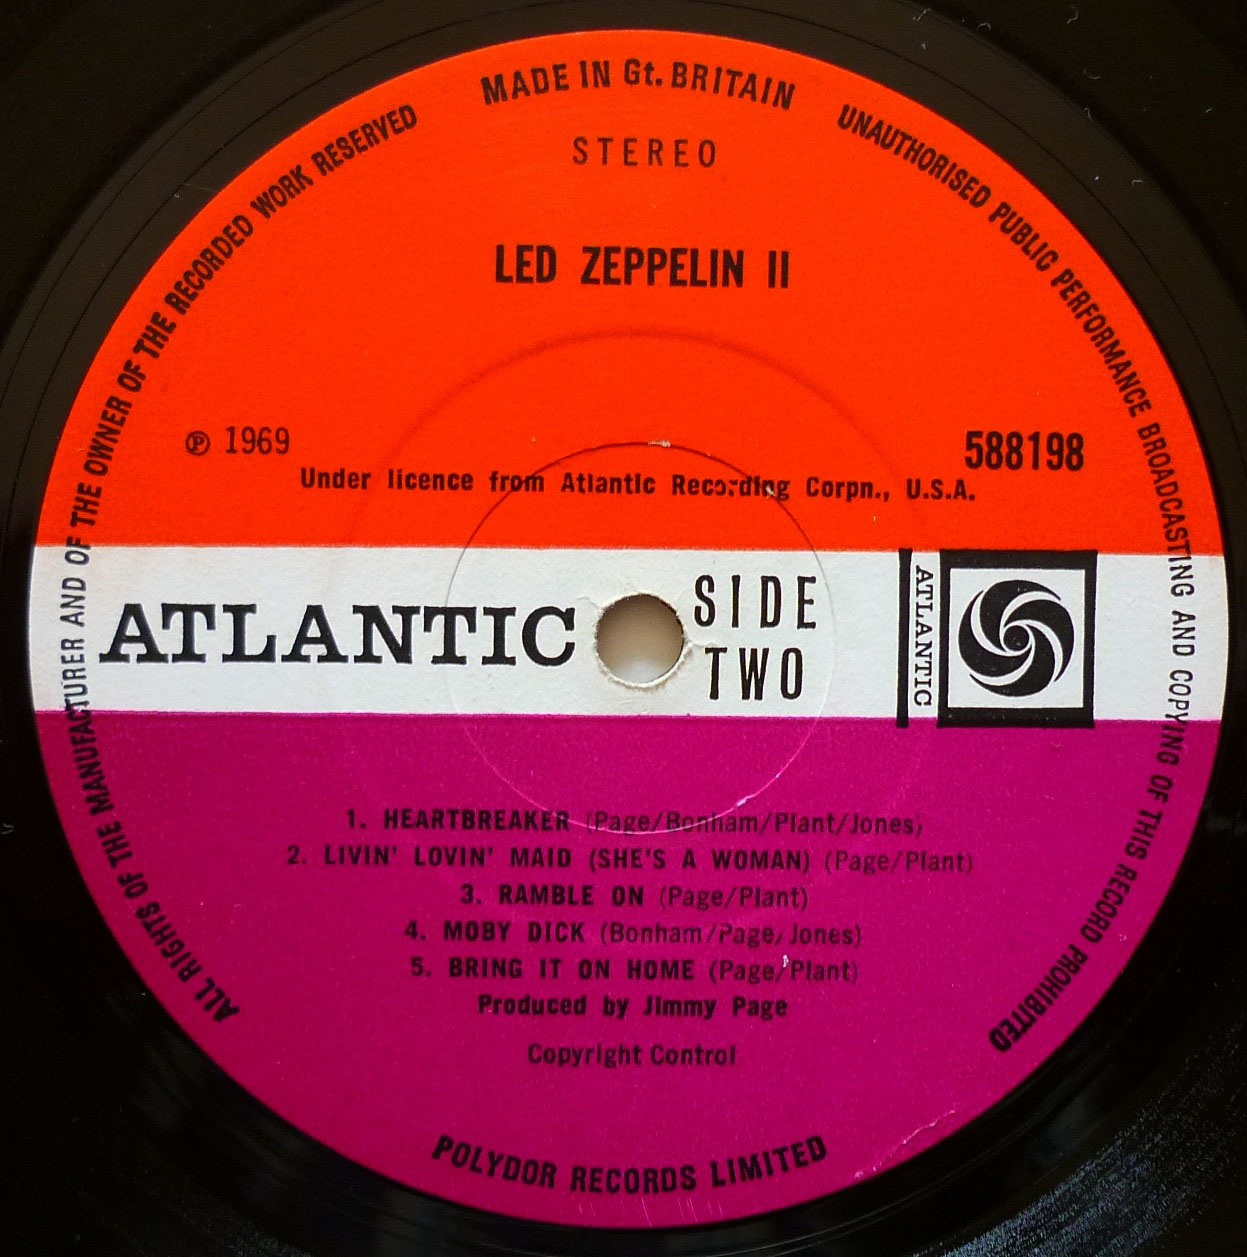 MADE IN Gt. BRITAIN
UNAUTHORISED PUBLIC PERFORMANCE BROADCASTING AND COPYING OF THIS RECORD PROHIBITED
ALL RIGHTS OF THE MANUFACTURER AND OF THE OWNER OF THE RECORDED WORK RESERVED
STEREO
LED ZEPPELIN II
℗ 1969
588198
Under licence from Atlantic Recording Corpn., U.S.A.
ATLANTIC
SIDE
TWO
ATLANTIC
1. HEARTBREAKER (Page/Bonham/Plant/Jones)
2. LIVIN' LOVIN' MAID (SHE'S A WOMAN) (Page/Plant)
3. RAMBLE ON (Page/Plant)
4. MOBY DICK (Bonham/Page/Jones)
5. BRING IT ON HOME (Page/Plant)
Produced by Jimmy Page
Copyright Control
POLYDOR RECORDS LIMITED